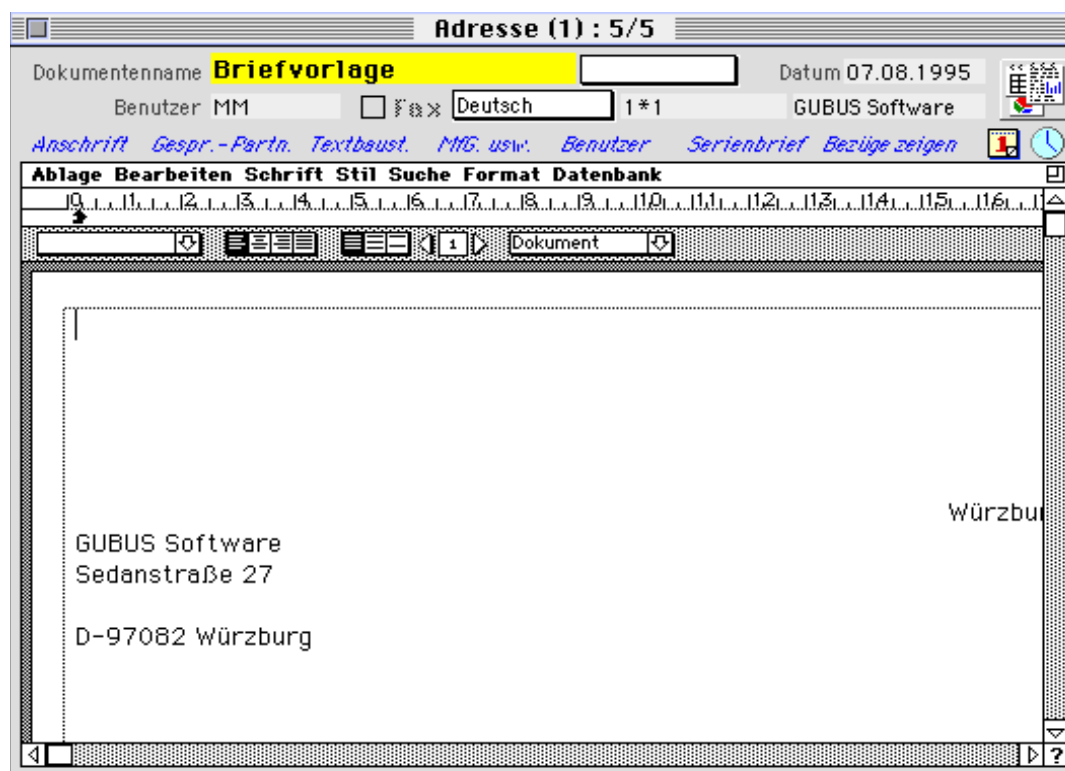 Adresse (1) : 5/5
Dokumentenname Briefvorlage Datum 07.08.1995
Benutzer MM Fax Deutsch 1*1 GUBUS Software
Anschrift Gespr.-Partn. Textbaust. MfG. usw. Benutzer Serienbrief Bezüge zeigen
Ablage Bearbeiten Schrift Stil Suche Format Datenbank
0 1 2 3 4 5 6 7 8 9 10 11 12 13 14 15 16 1
1 Dokument
Würzbu
GUBUS Software
Sedanstraße 27
D-97082 Würzburg
?